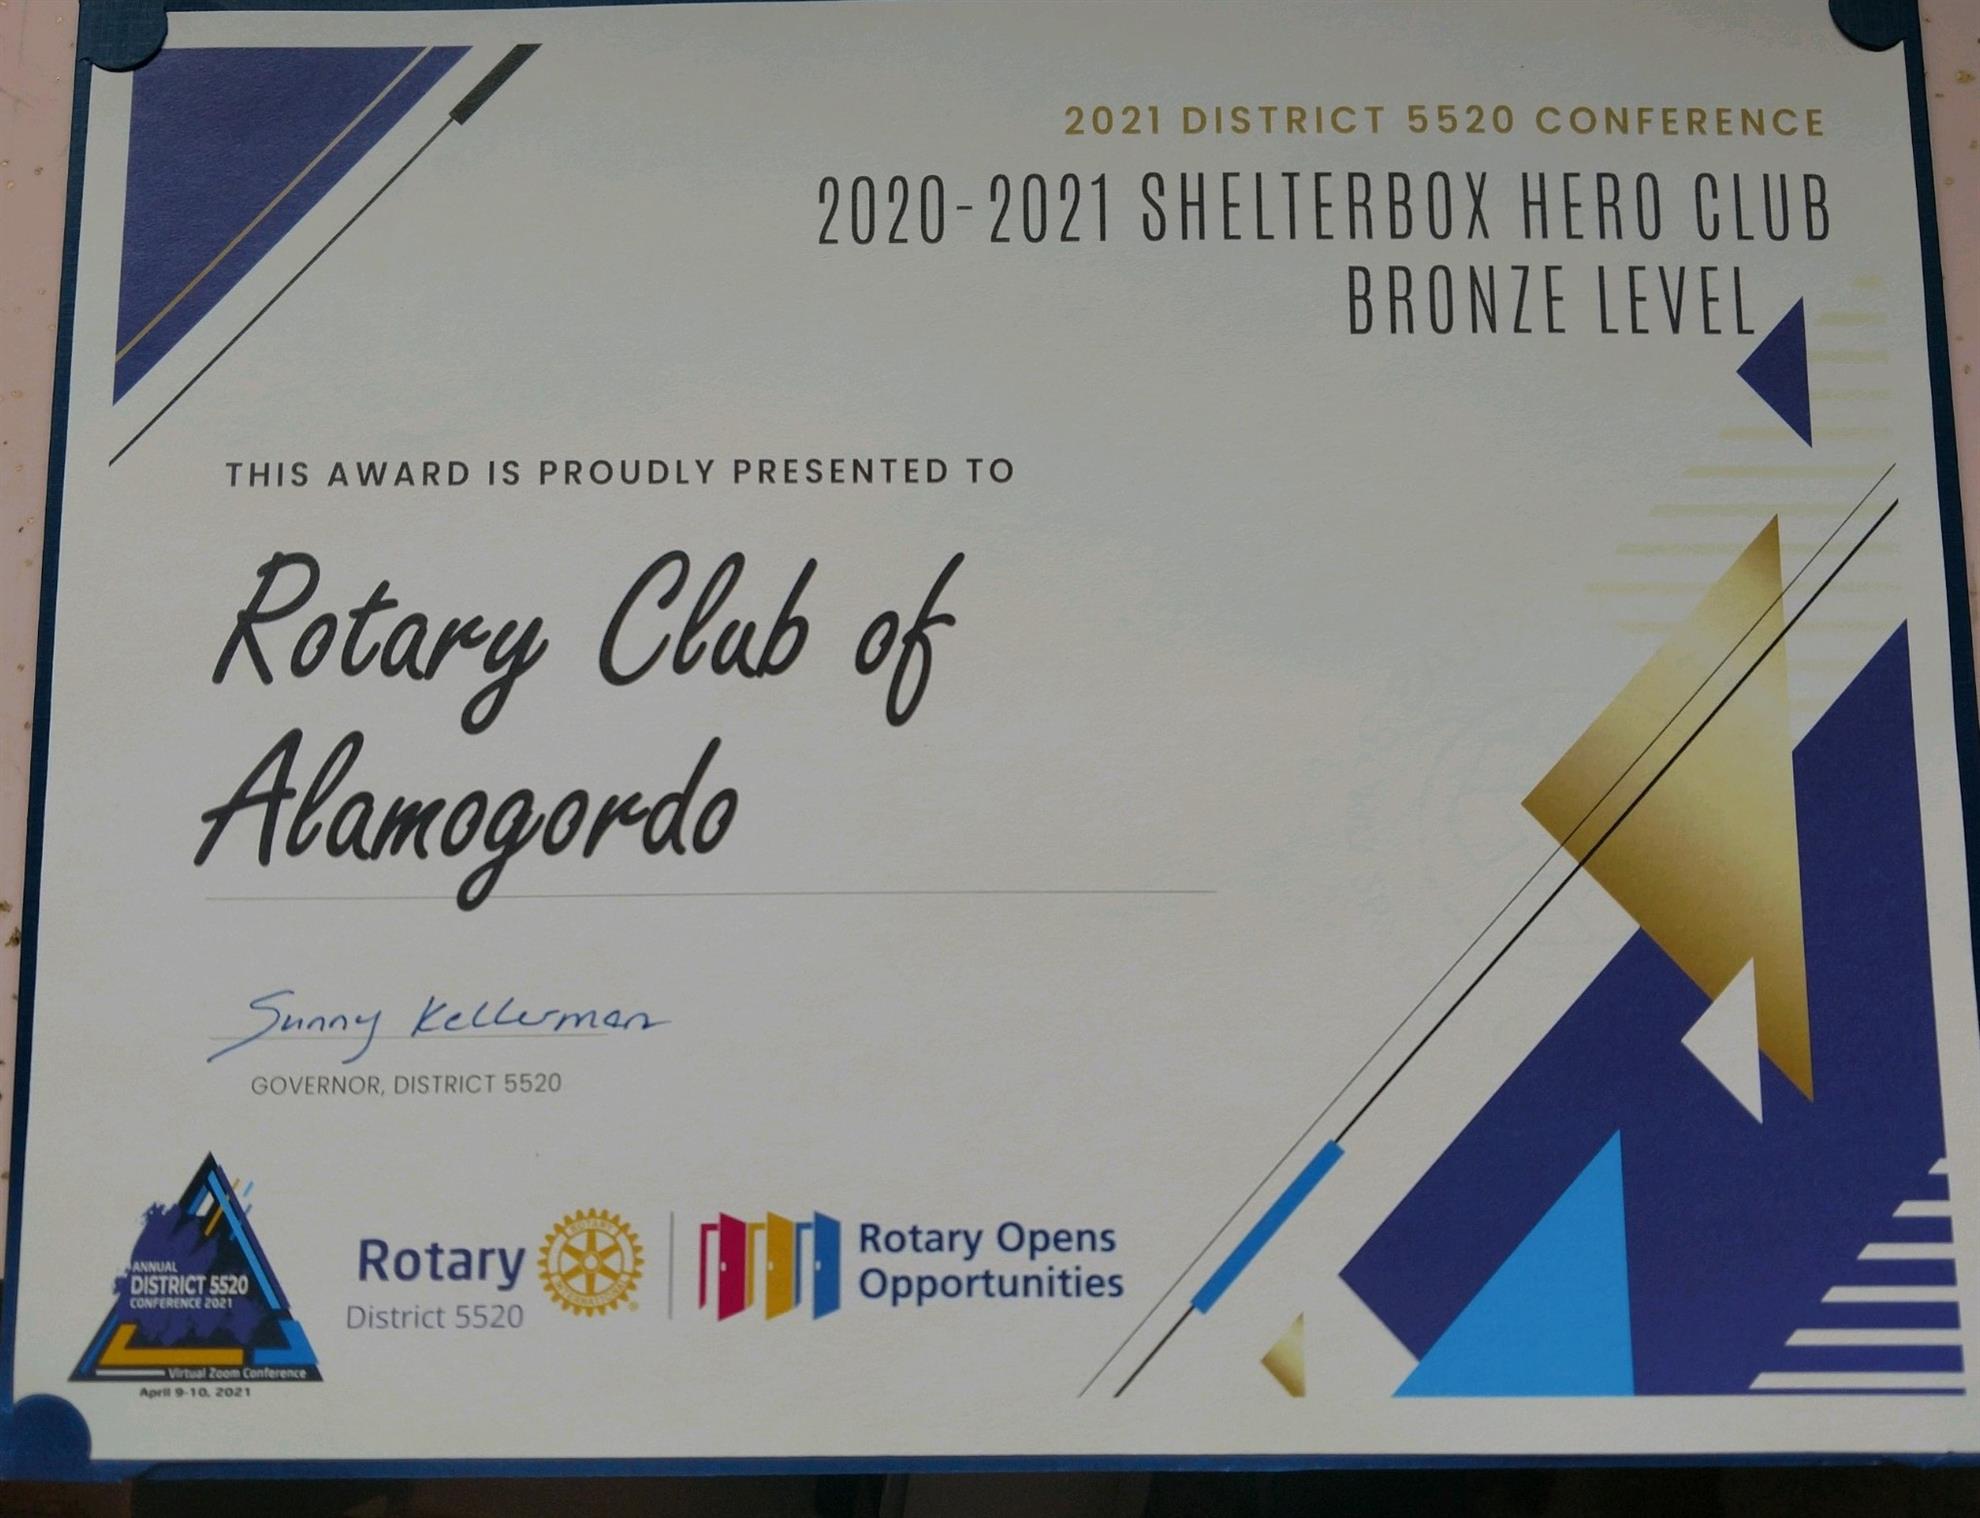 2021 DISTRICT 5520 CONFERENCE
2020-2021 SHELTERBOX HERO CLUB
BRONZE LEVEL
THIS AWARD IS PROUDLY PRESENTED TO
Rotary Club of
Alamogordo
Sunny Kellerman
GOVERNOR, DISTRICT 5520
ANNUAL
DISTRICT 5520
CONFERENCE 2021
Virtual Zoom Conference
April 9-10, 2021
Rotary
District 5520
ROTARY
INTERNATIONAL
Rotary Opens
Opportunities